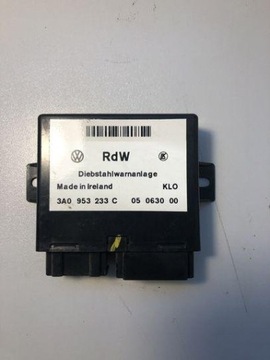 RdW
Diebstahlwarnanlage
Made in Ireland KLO
3A0 953 233 C 05 0630 00